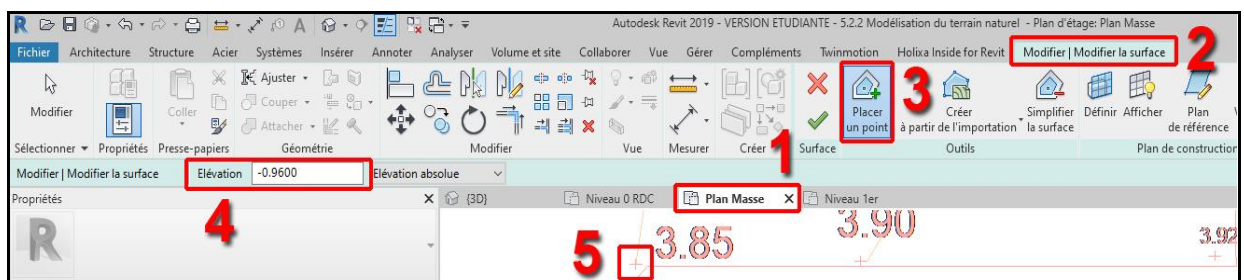 Autodesk Revit 2019 - VERSION ETUDIANTE - 5.2.2 Modélisation du terrain naturel - Plan d'étage: Plan Masse
Fichier Architecture Structure Acier Systèmes Insérer Annoter Analyser Volume et site Collaborer Vue Gérer Compléments Twinmotion Holixa Inside for Revit Modifier | Modifier la surface 2
Modifier Coller Ajuster Couper Attacher 1 Placer un point 3 Créer à partir de l'importation Simplifier la surface Définir Afficher Plan de référence
Sélectionner Propriétés Presse-papiers Géométrie Modifier Vue Mesurer Créer Surface Outils Plan de construction
Modifier | Modifier la surface Elévation -0.9600 Elévation absolue
Propriétés X {3D} Niveau 0 RDC Plan Masse X Niveau 1er
R 4 5 3.85 3.90 3.92